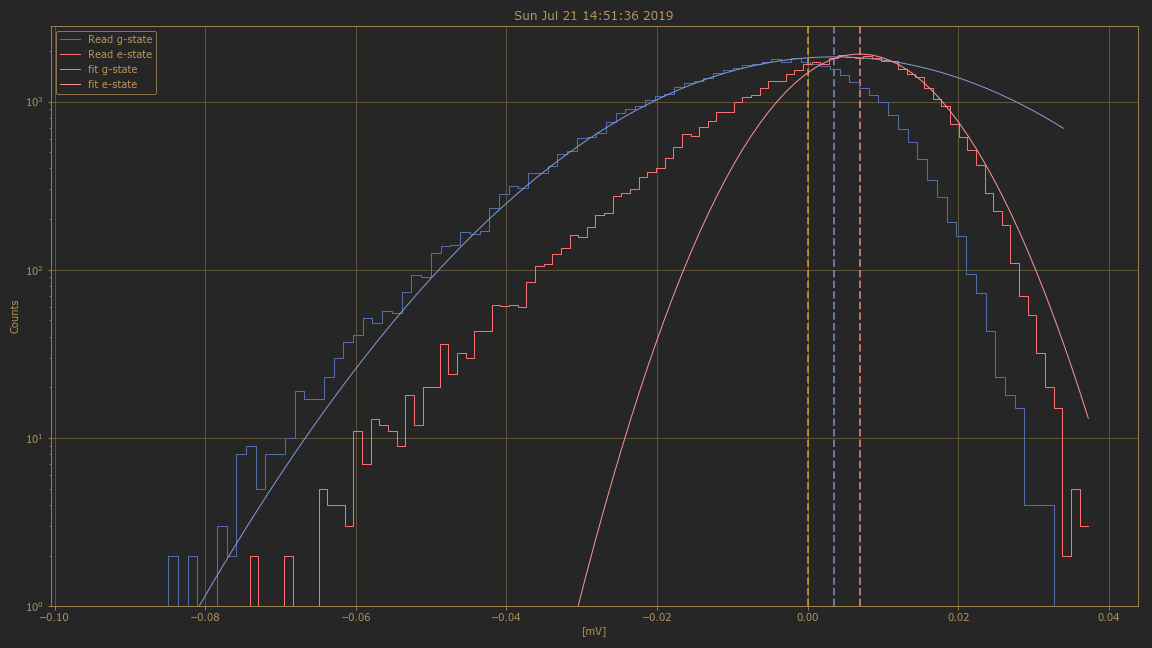 Sun Jul 21 14:51:36 2019
Read g-state
Read e-state
fit g-state
fit e-state
Counts
10³
10²
10¹
10⁰
−0.10 −0.08 −0.06 −0.04 −0.02 0.00 0.02 0.04
[mV]